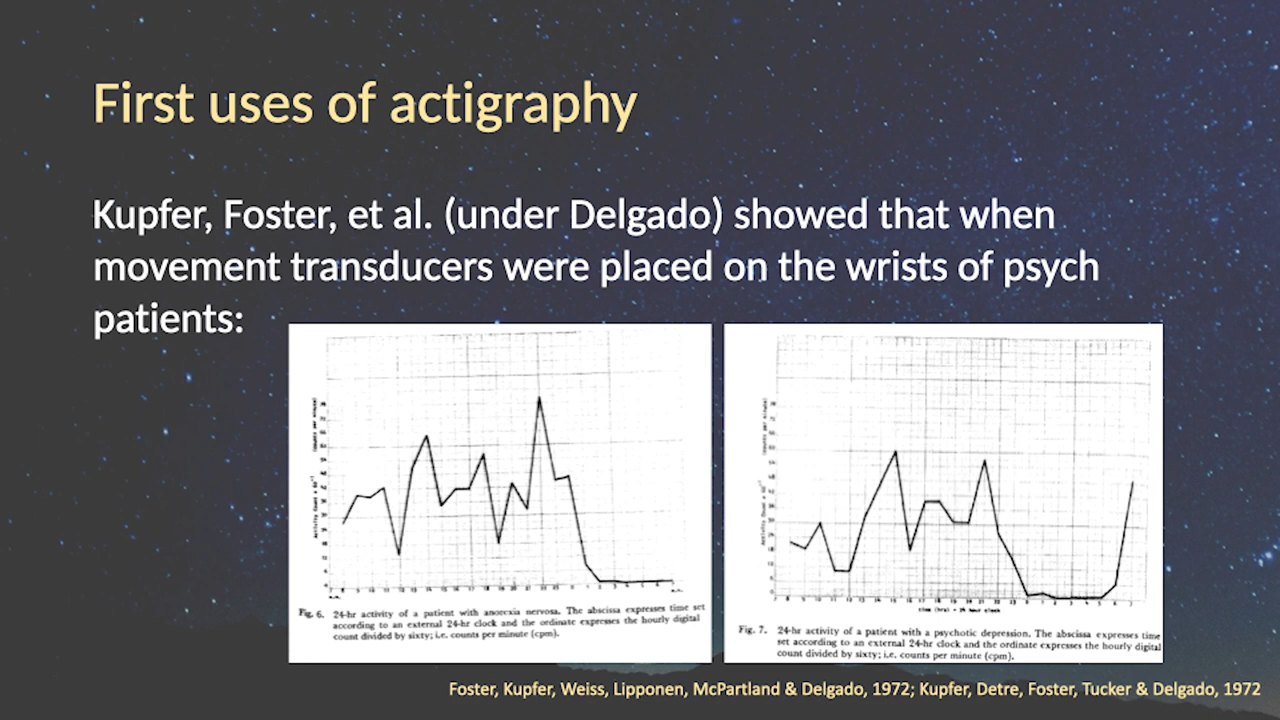 First uses of actigraphy
Kupfer, Foster, et al. (under Delgado) showed that when
movement transducers were placed on the wrists of psych
patients:
Fig. 6. 24-hr activity of a patient with anorexia nervosa. The abscissa expresses time set
according to an external 24-hr clock and the ordinate expresses the hourly digital
count divided by sixty; i.e. counts per minute (cpm).
time (hrs) - 24 hour clock
Fig. 7. 24-hr activity of a patient with a psychotic depression. The abscissa expresses time
set according to an external 24-hr clock and the ordinate expresses the hourly digital
count divided by sixty; i.e. counts per minute (cpm).
Foster, Kupfer, Weiss, Lipponen, McPartland & Delgado, 1972; Kupfer, Detre, Foster, Tucker & Delgado, 1972